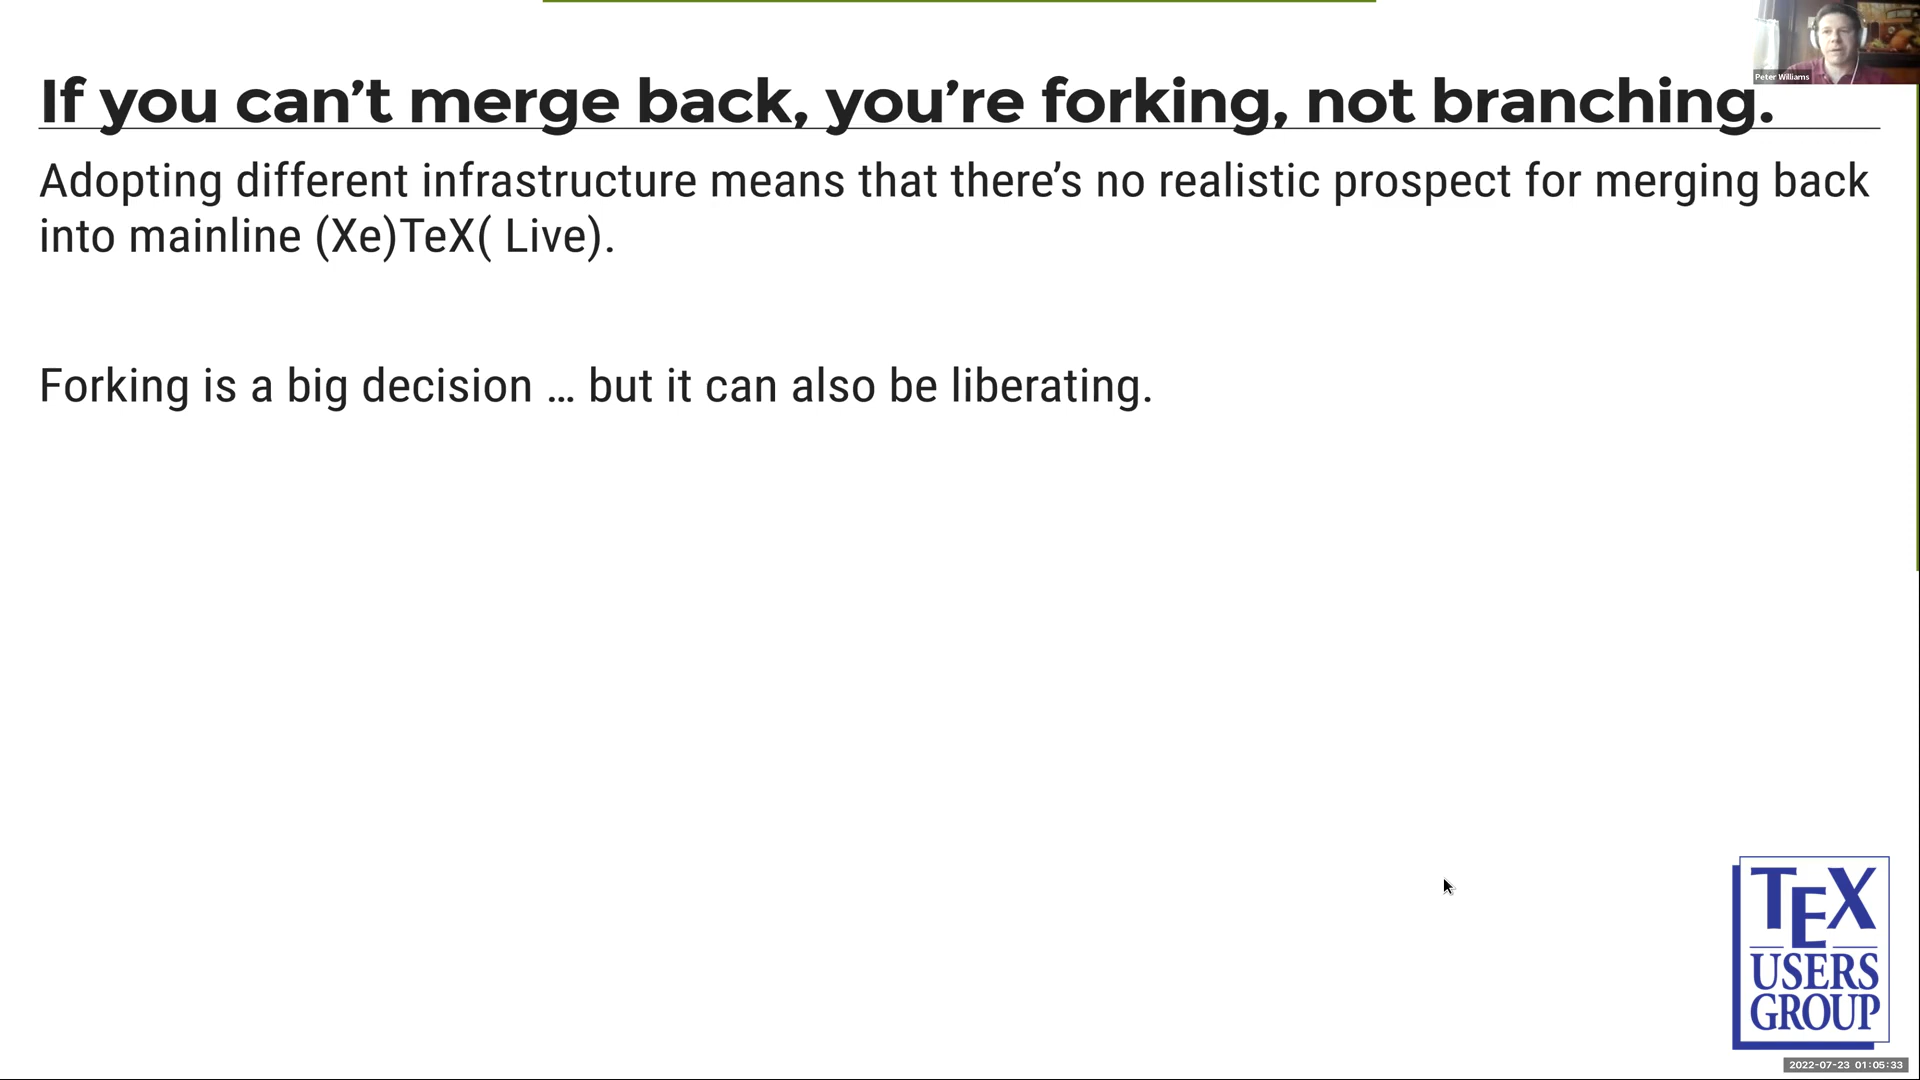 Peter Williams
If you can’t merge back, you’re forking, not branching.
Adopting different infrastructure means that there’s no realistic prospect for merging back
into mainline (Xe)TeX( Live).
Forking is a big decision … but it can also be liberating.
TEX
USERS
GROUP
2022-07-23 01:05:33